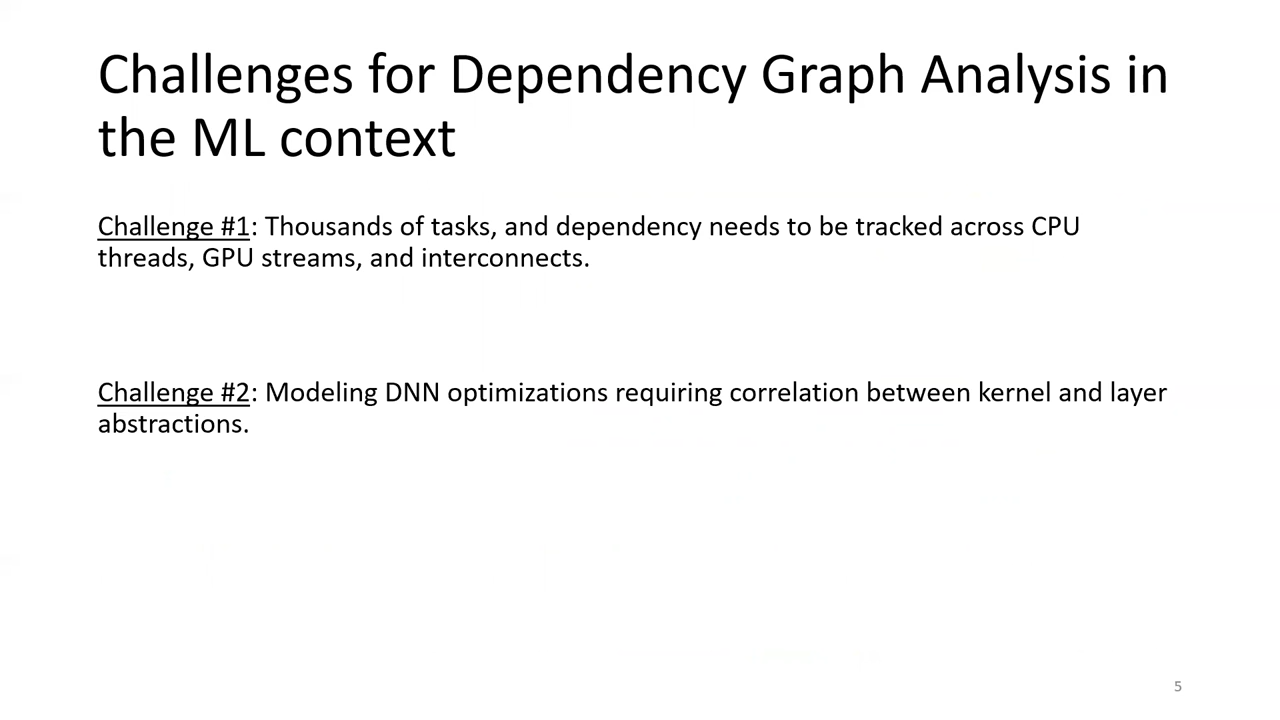 Challenges for Dependency Graph Analysis in
the ML context
Challenge #1: Thousands of tasks, and dependency needs to be tracked across CPU
threads, GPU streams, and interconnects.
Challenge #2: Modeling DNN optimizations requiring correlation between kernel and layer
abstractions.
5